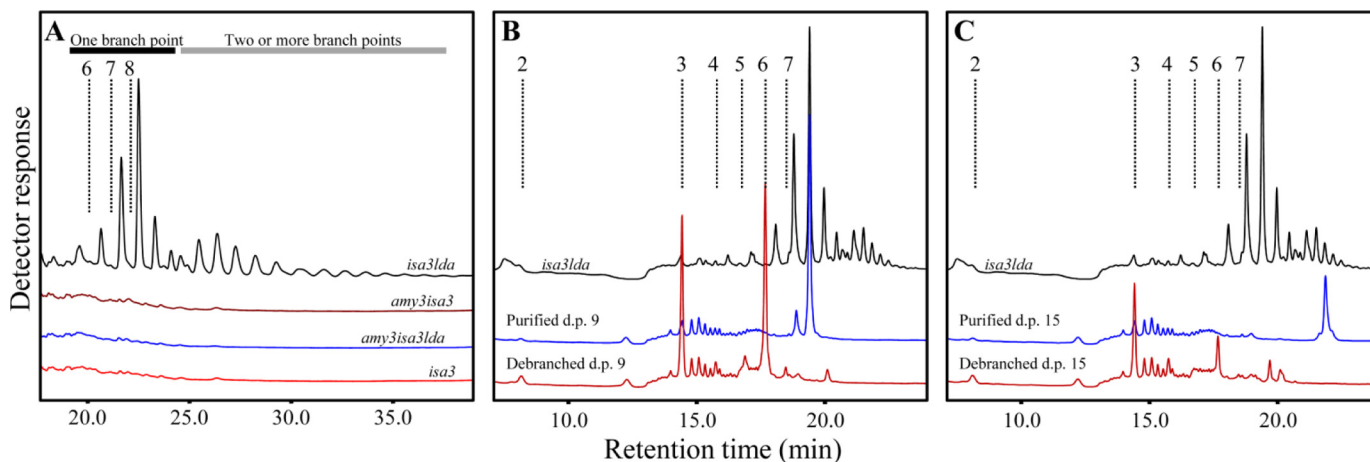 A
One branch point
Two or more branch points
6 7 8
isa3lda
amy3isa3
amy3isa3lda
isa3
20.0 25.0 30.0 35.0
B
2 3 4 5 6 7
isa3lda
Purified d.p. 9
Debranched d.p. 9
10.0 15.0 20.0
C
2 3 4 5 6 7
isa3lda
Purified d.p. 15
Debranched d.p. 15
10.0 15.0 20.0
Detector response
Retention time (min)